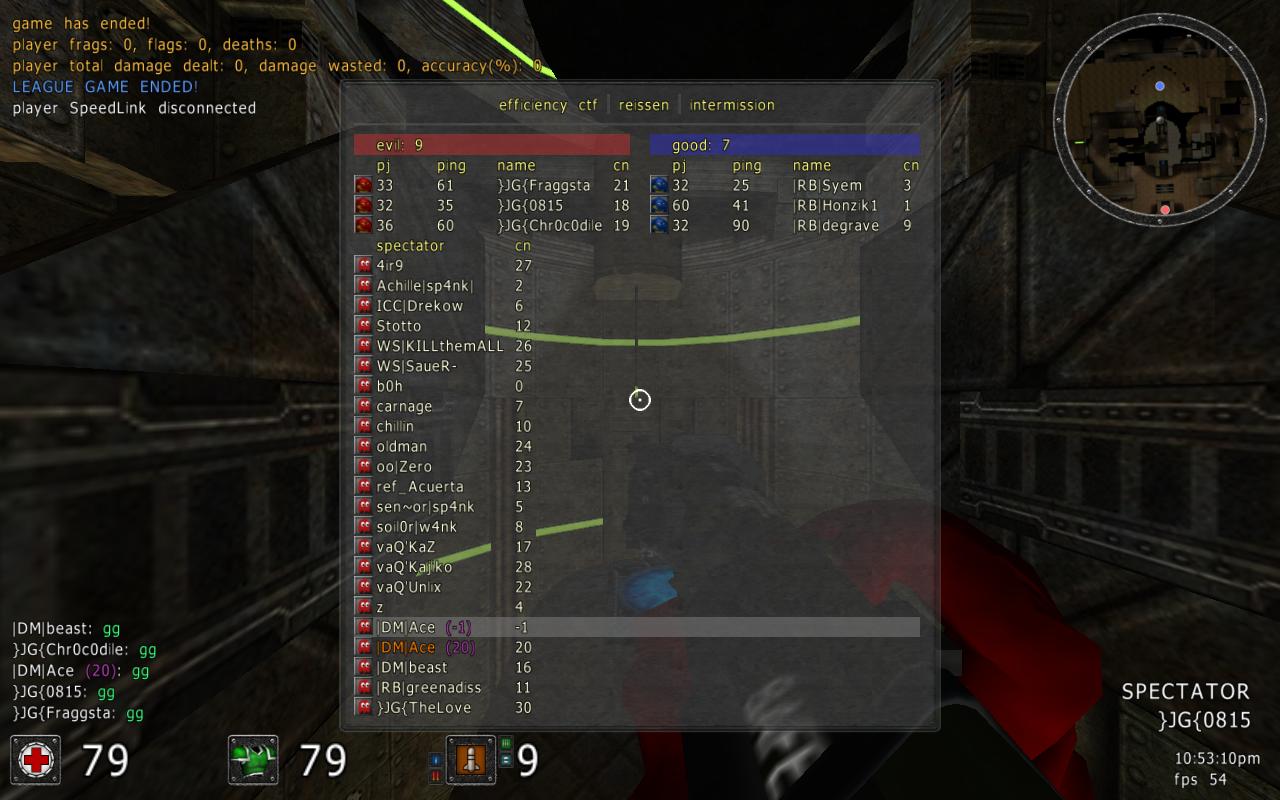 game has ended!
player frags: 0, flags: 0, deaths: 0
player total damage dealt: 0, damage wasted: 0, accuracy(%): 0
LEAGUE GAME ENDED!
player SpeedLink disconnected
efficiency ctf | reissen | intermission
evil: 9 good: 7
pj ping name cn pj ping name cn
33 61 }JG{Fraggsta 21 32 25 |RB|Syem 3
32 35 }JG{0815 18 60 41 |RB|Honzik1 1
36 60 }JG{Chr0c0dile 19 32 90 |RB|degrave 9
spectator cn
4ir9 27
Achille|sp4nk| 2
ICC|Drekow 6
Stotto 12
WS|KILLthemALL 26
WS|SaueR- 25
b0h 0
carnage 7
chillin 10
oldman 24
oo|Zero 23
ref_Acuerta 13
sen~or|sp4nk 5
soil0r|w4nk 8
vaQ'KaZ 17
vaQ'Kajko 28
vaQ'Unlix 22
z 4
|DM|Ace (-1) -1
|DM|Ace (20) 20
|DM|beast 16
|RB|greenadiss 11
}JG{TheLove 30
|DM|beast: gg
}JG{Chr0c0dile: gg
|DM|Ace (20): gg
}JG{0815: gg
}JG{Fraggsta: gg
79 79 9
SPECTATOR
}JG{0815
10:53:10pm
fps 54